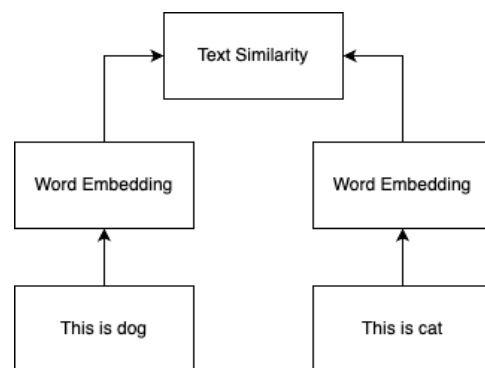 Text Similarity
Word Embedding
Word Embedding
This is dog
This is cat